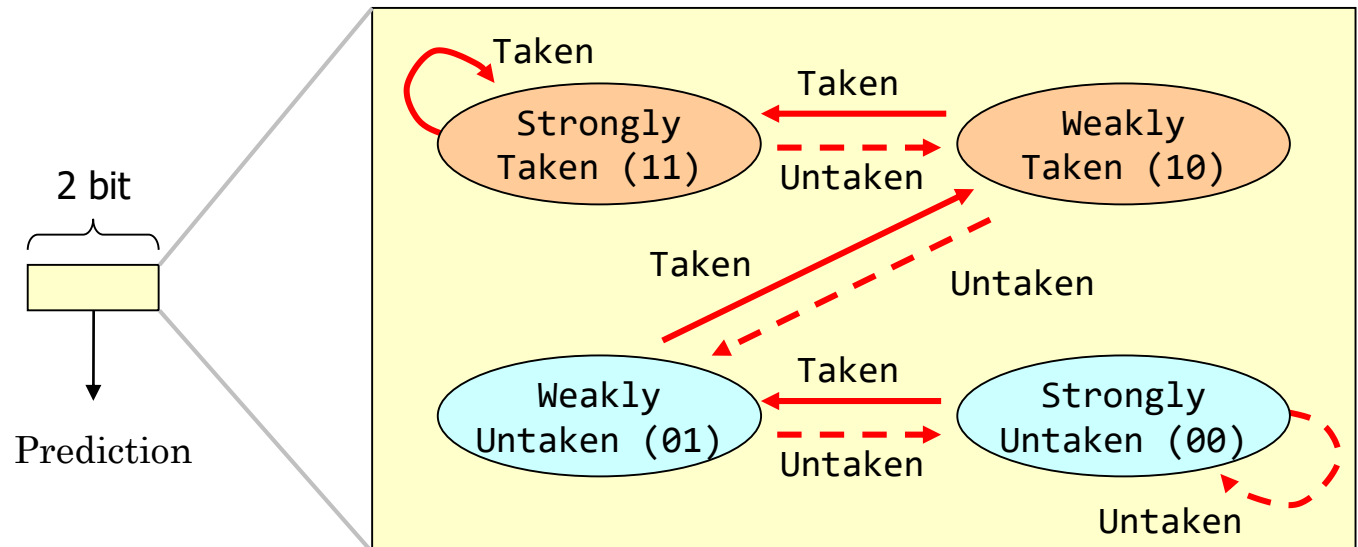 2 bit
Prediction
Taken
Strongly
Taken (11)
Taken
Untaken
Weakly
Taken (10)
Taken
Untaken
Weakly
Untaken (01)
Taken
Untaken
Strongly
Untaken (00)
Untaken